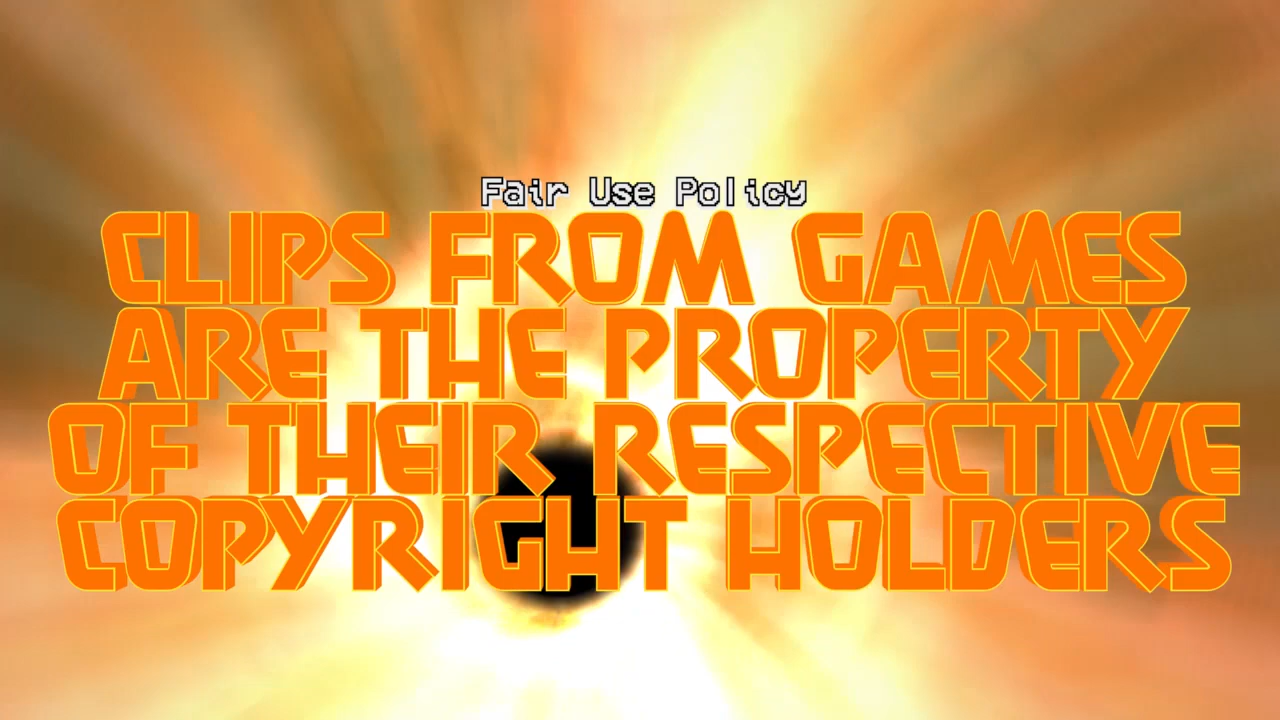 Fair Use Policy
CLIPS FROM GAMES
ARE THE PROPERTY
OF THEIR RESPECTIVE
COPYRIGHT HOLDERS